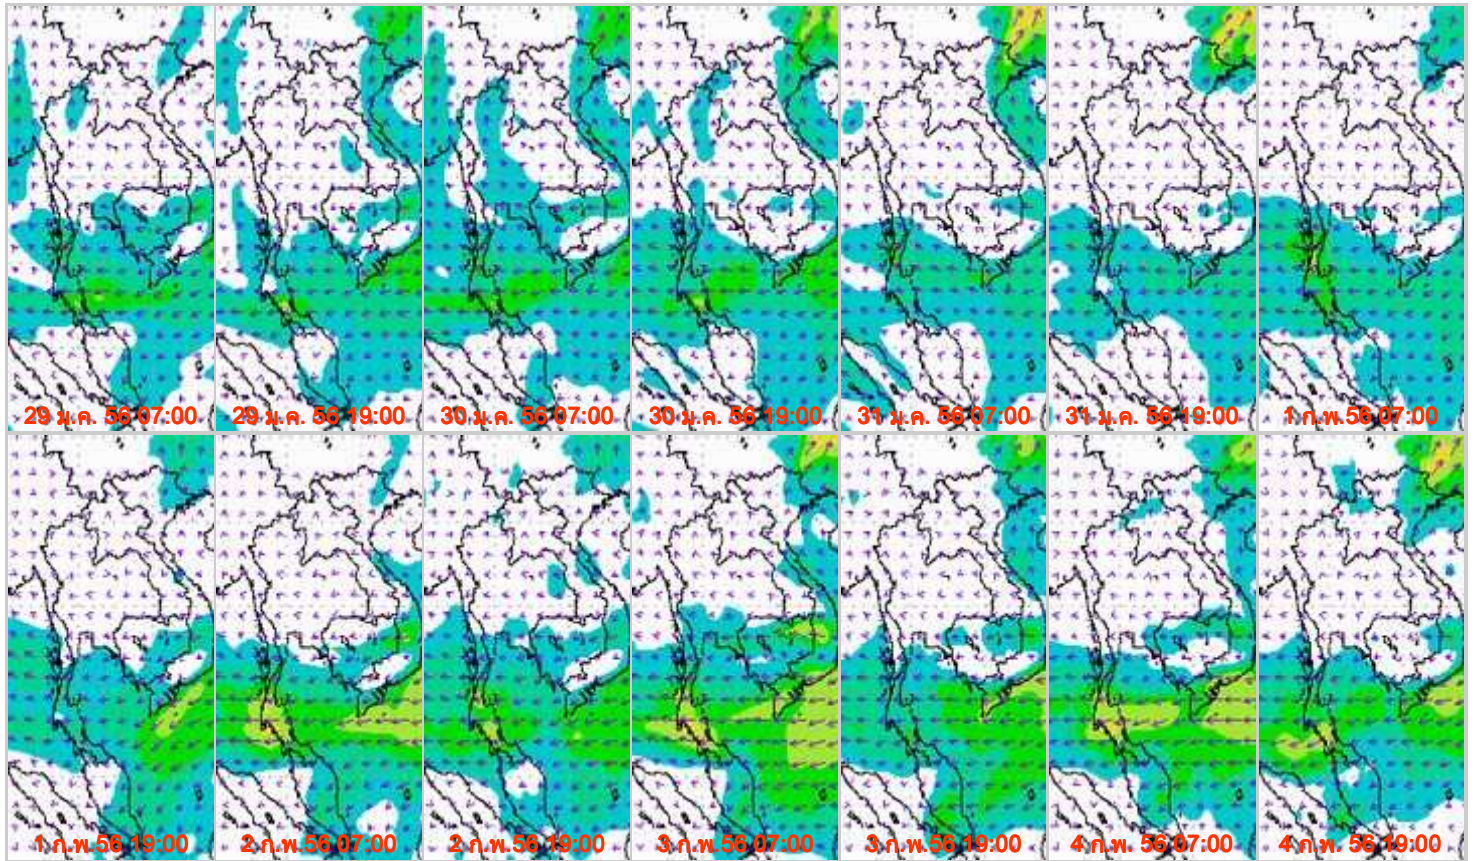 29 ม.ค. 56 07:00
29 ม.ค. 56 19:00
30 ม.ค. 56 07:00
30 ม.ค. 56 19:00
31 ม.ค. 56 07:00
31 ม.ค. 56 19:00
1 ก.พ.56 07:00
1 ก.พ.56 19:00
2 ก.พ.56 07:00
2 ก.พ.56 19:00
3 ก.พ.56 07:00
3 ก.พ.56 19:00
4 ก.พ.56 07:00
4 ก.พ.56 19:00